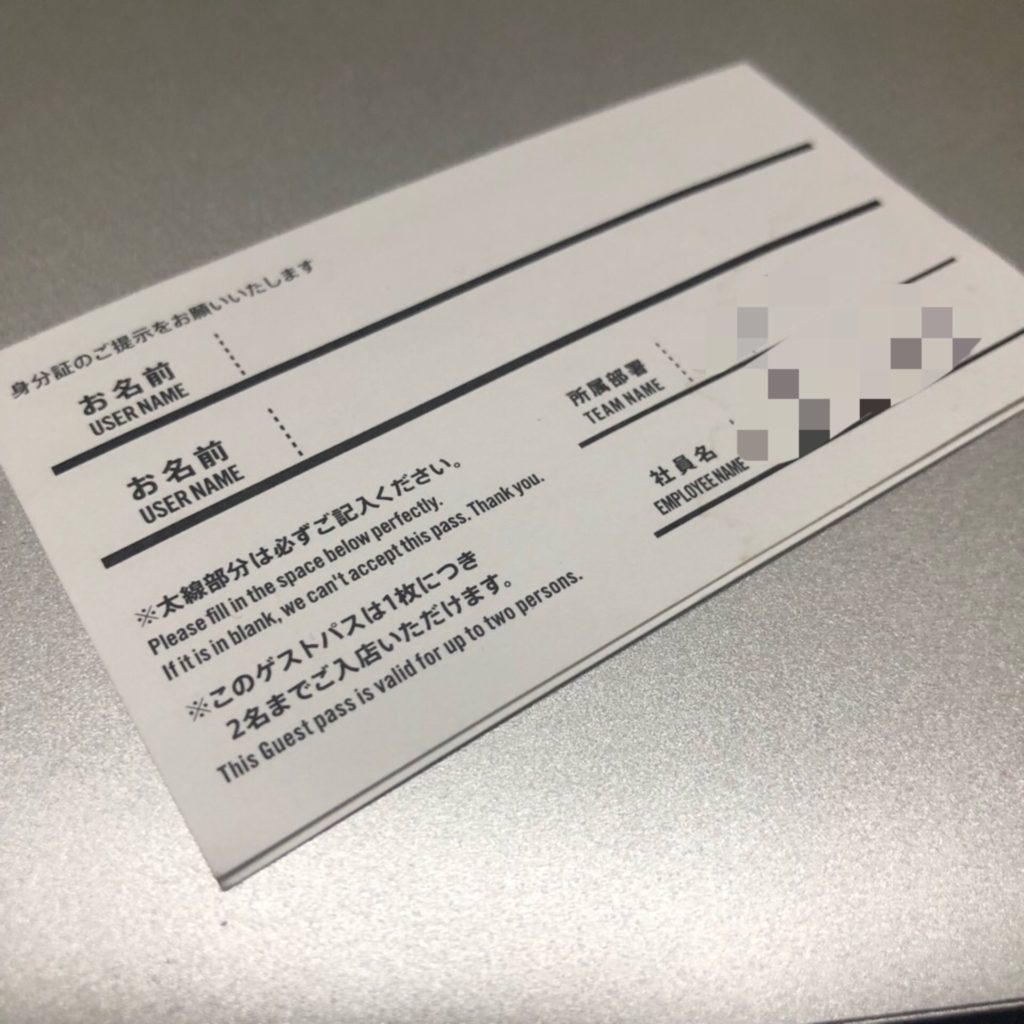 身分証のご提示をお願いいたします
お名前
USER NAME
お名前
USER NAME
所属部署
TEAM NAME
社員名
EMPLOYEE NAME
※太線部分は必ずご記入ください。
Please fill in the space below perfectly.
If it is in blank, we can't accept this pass. Thank you.
※このゲストパスは1枚につき
2名までご入店いただけます。
This Guest pass is valid for up to two persons.